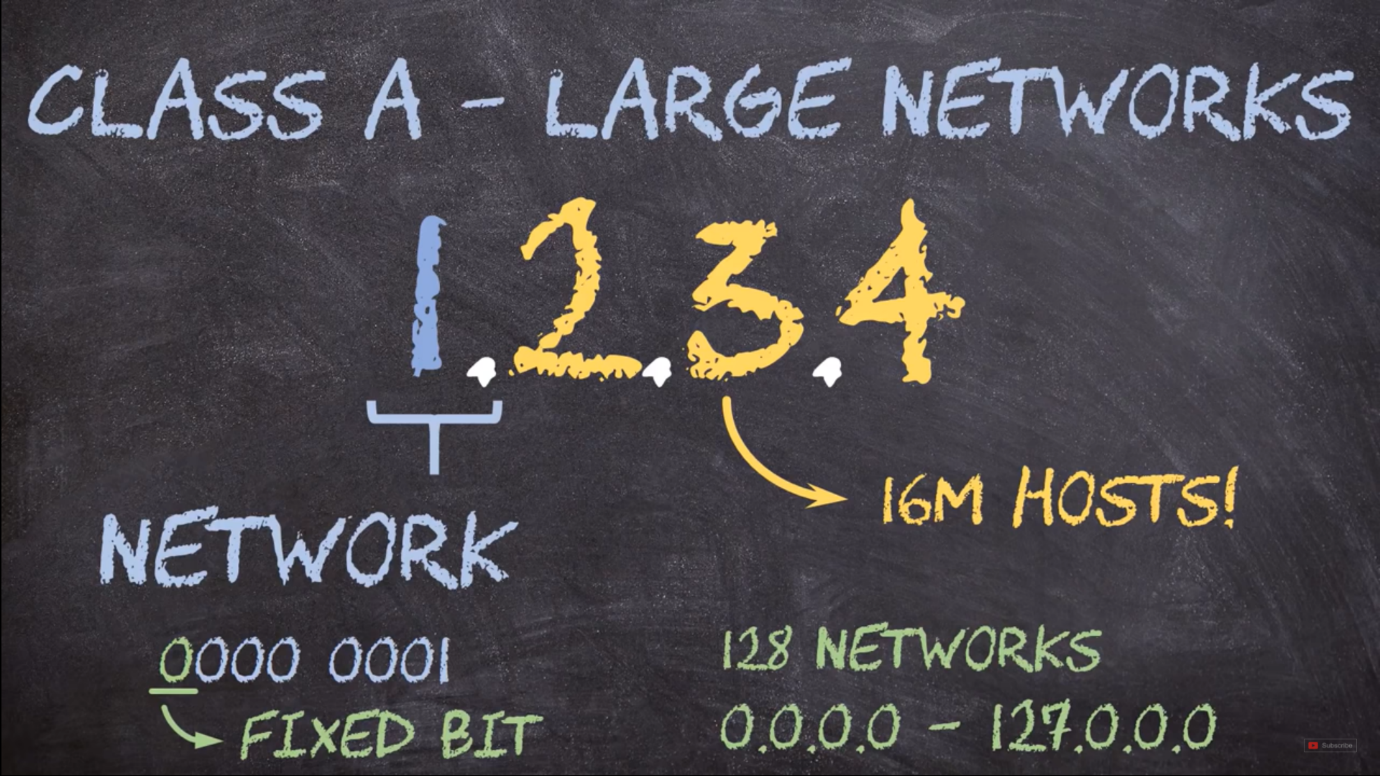 CLASS A - LARGE NETWORKS
1.2.3.4
16M HOSTS!
NETWORK
0000 0001
FIXED BIT
128 NETWORKS
0.0.0.0 - 127.0.0.0
Subscribe